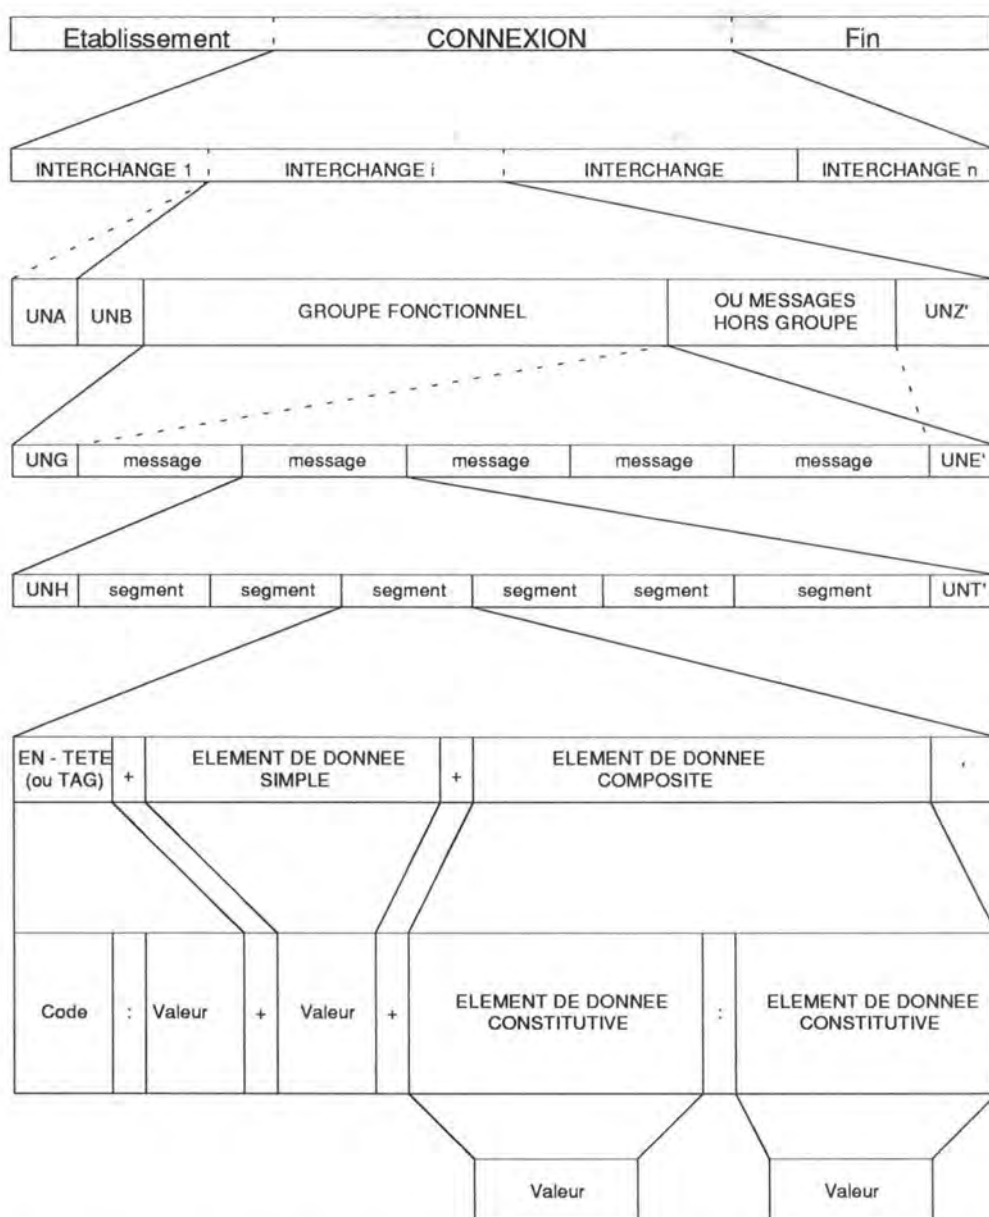 Etablissement CONNEXION Fin
INTERCHANGE 1 INTERCHANGE i INTERCHANGE INTERCHANGE n
UNA UNB GROUPE FONCTIONNEL OU MESSAGES HORS GROUPE UNZ'
UNG message message message message message UNE'
UNH segment segment segment segment segment UNT'
EN - TETE (ou TAG) + ELEMENT DE DONNEE SIMPLE + ELEMENT DE DONNEE COMPOSITE '
Code : Valeur + Valeur + ELEMENT DE DONNEE CONSTITUTIVE : ELEMENT DE DONNEE CONSTITUTIVE
Valeur Valeur